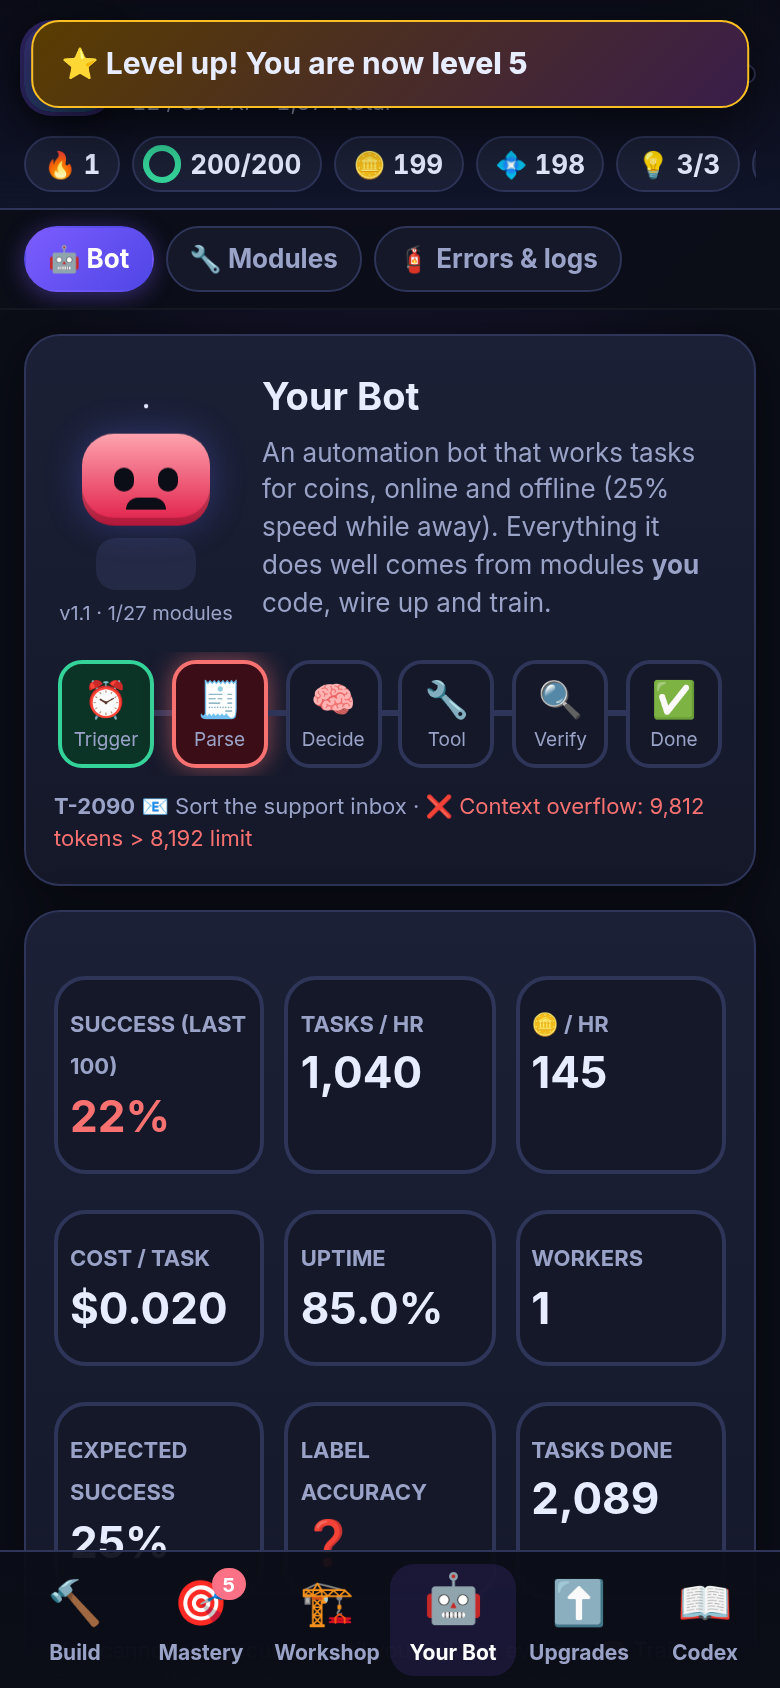 Level up! You are now level 5
1
200/200
199
198
3/3
Bot
Modules
Errors & logs
Your Bot
An automation bot that works tasks
for coins, online and offline (25%
speed while away). Everything it
does well comes from modules you
code, wire up and train.
v1.1 · 1/27 modules
Trigger
Parse
Decide
Tool
Verify
Done
T-2090 📧 Sort the support inbox · ❌ Context overflow: 9,812
tokens > 8,192 limit
SUCCESS (LAST
100)
22%
TASKS / HR
1,040
🪙 / HR
145
COST / TASK
$0.020
UPTIME
85.0%
WORKERS
1
EXPECTED
SUCCESS
25%
LABEL
ACCURACY
❓
TASKS DONE
2,089
5
Build
Mastery
Workshop
Your Bot
Upgrades
Codex